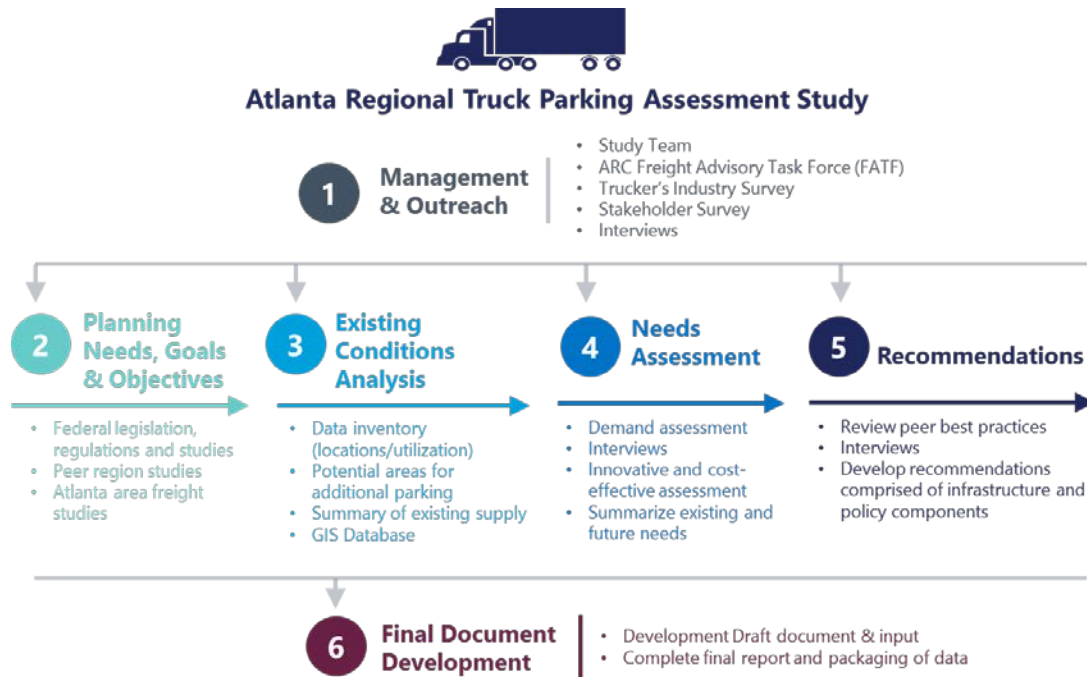 Atlanta Regional Truck Parking Assessment Study
1
Management
& Outreach
• Study Team
• ARC Freight Advisory Task Force (FATF)
• Trucker's Industry Survey
• Stakeholder Survey
• Interviews
2
Planning
Needs, Goals
& Objectives
• Federal legislation,
regulations and studies
• Peer region studies
• Atlanta area freight
studies
3
Existing
Conditions
Analysis
• Data inventory
(locations/utilization)
• Potential areas for
additional parking
• Summary of existing supply
• GIS Database
4
Needs
Assessment
• Demand assessment
• Interviews
• Innovative and cost-
effective assessment
• Summarize existing and
future needs
5
Recommendations
• Review peer best practices
• Interviews
• Develop recommendations
comprised of infrastructure and
policy components
6
Final Document
Development
• Development Draft document & input
• Complete final report and packaging of data